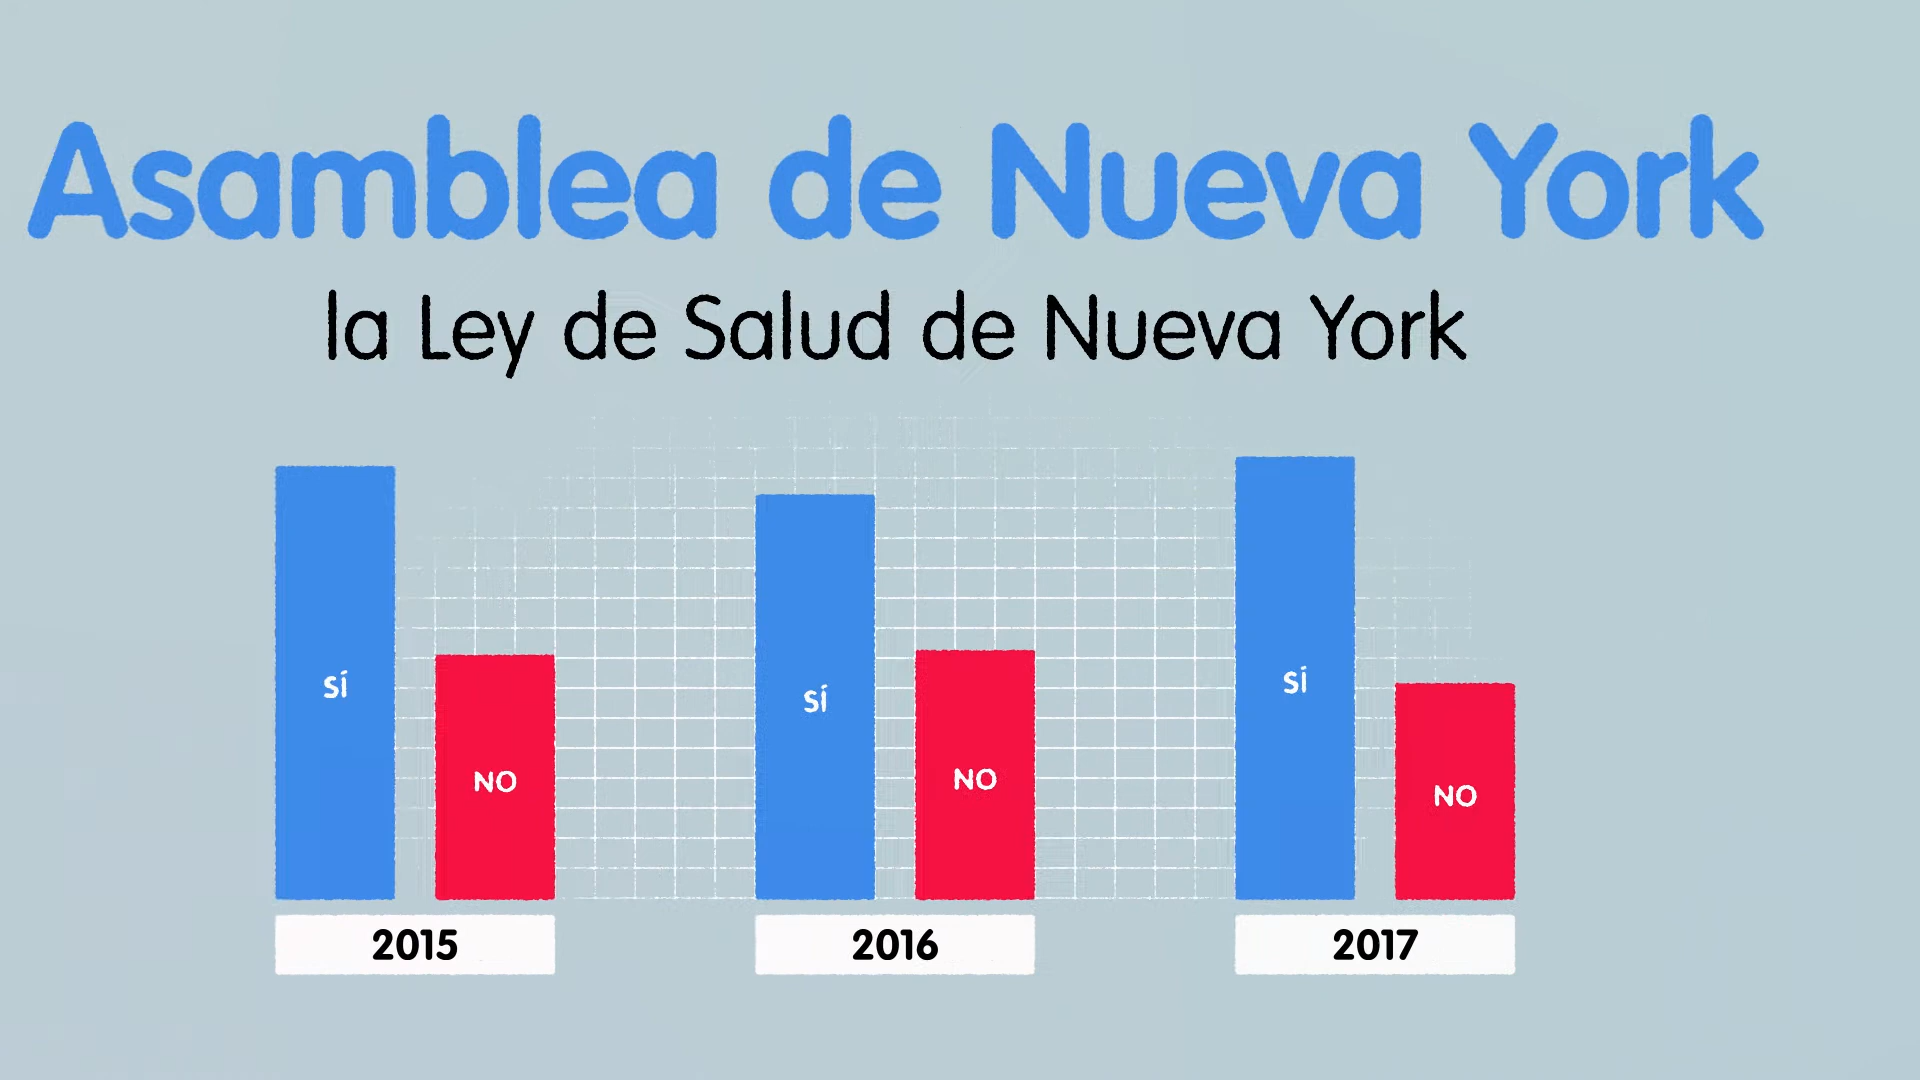 Asamblea de Nueva York
la Ley de Salud de Nueva York
SÍ
NO
SÍ
NO
SÍ
NO
2015
2016
2017